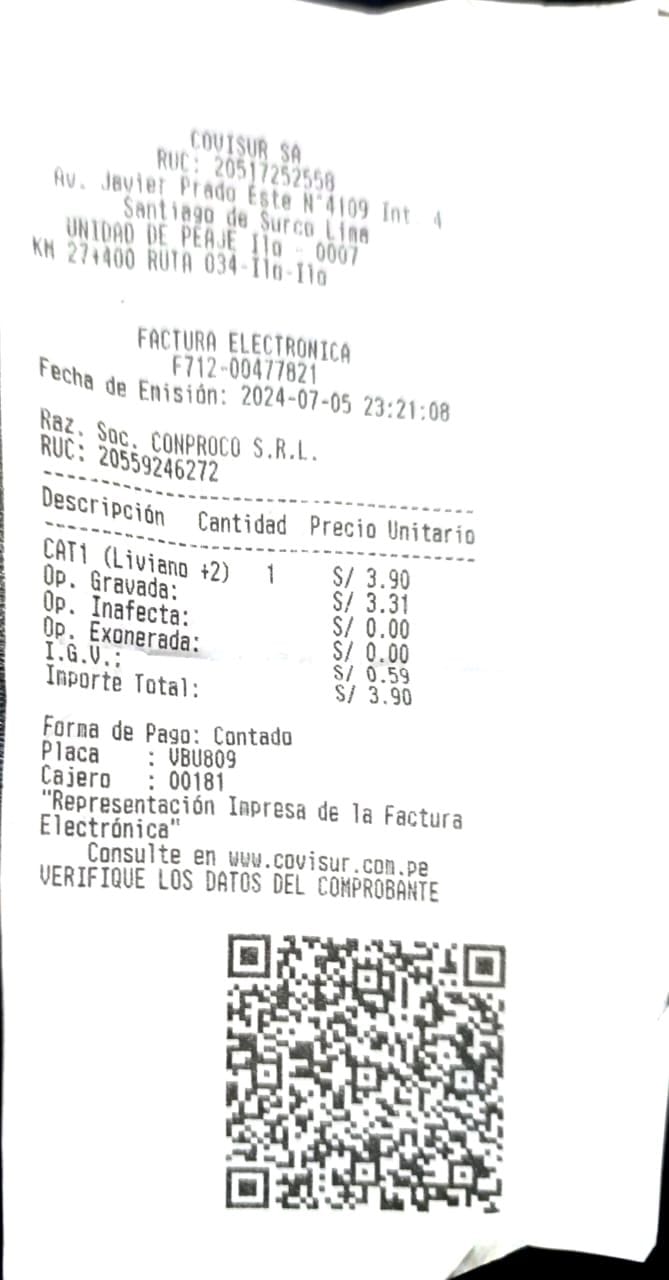 COVISUR SA
RUC: 20517252558
Av. Javier Prado Este N°4109 Int. 4
Santiago de Surco Lima
UNIDAD DE PEAJE Ilo - 0007
KM 27+400 RUTA 034-Ilo-Ilo
FACTURA ELECTRONICA
F712-00477821
Fecha de Emisión: 2024-07-05 23:21:08
Raz. Soc. CONPROCO S.R.L.
RUC: 20559246272
Descripción Cantidad Precio Unitario
CAT1 (Liviano +2) 1 S/ 3.90
Op. Gravada: S/ 3.31
Op. Inafecta: S/ 0.00
Op. Exonerada: S/ 0.00
I.G.V.: S/ 0.59
Importe Total: S/ 3.90
Forma de Pago: Contado
Placa : VBU809
Cajero : 00181
"Representación Impresa de la Factura
Electrónica"
Consulte en www.covisur.com.pe
VERIFIQUE LOS DATOS DEL COMPROBANTE